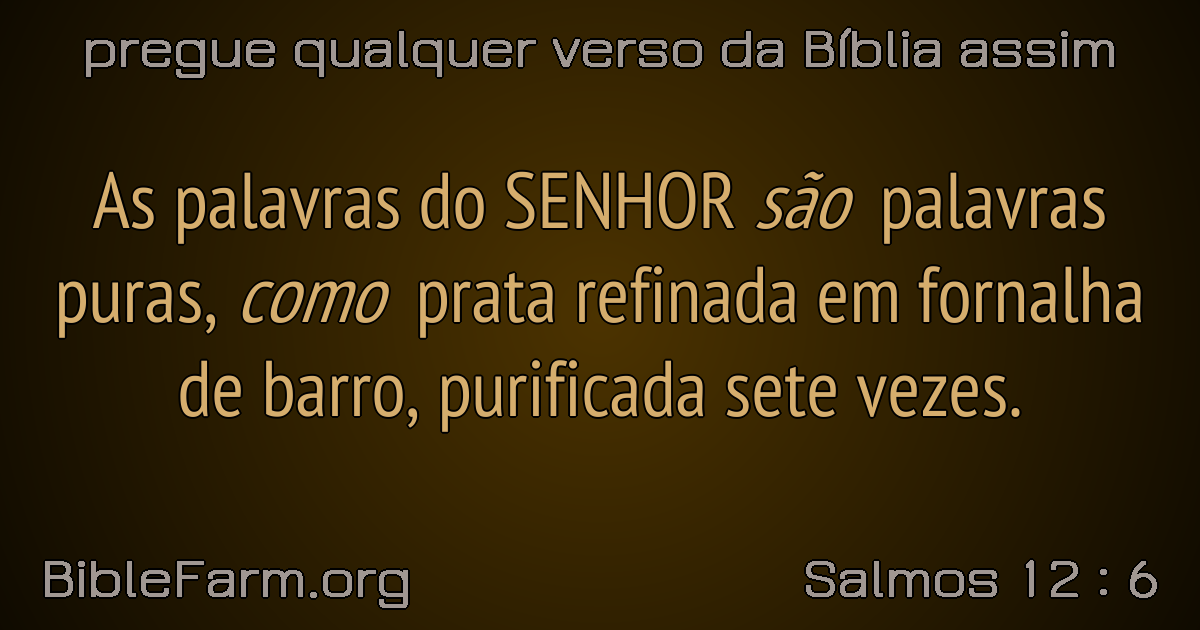 pregue qualquer verso da Bíblia assim
As palavras do SENHOR são palavras
puras, como prata refinada em fornalha
de barro, purificada sete vezes.
BibleFarm.org
Salmos 12 : 6